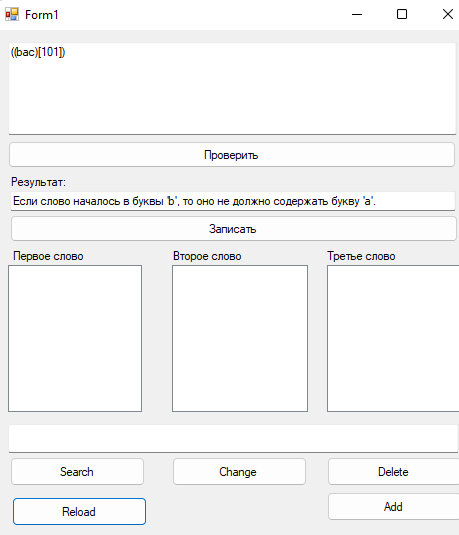 Form1
((bac)[101])
Проверить
Результат:
Если слово началось в буквы 'b', то оно не должно содержать букву 'a'.
Записать
Первое слово Второе слово Третье слово
Search Change Delete
Reload Add